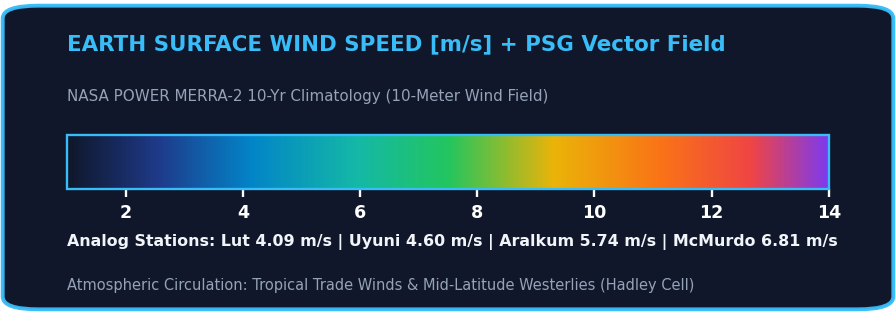 EARTH SURFACE WIND SPEED [m/s] + PSG Vector Field
NASA POWER MERRA-2 10-Yr Climatology (10-Meter Wind Field)
2 4 6 8 10 12 14
Analog Stations: Lut 4.09 m/s | Uyuni 4.60 m/s | Aralkum 5.74 m/s | McMurdo 6.81 m/s
Atmospheric Circulation: Tropical Trade Winds & Mid-Latitude Westerlies (Hadley Cell)